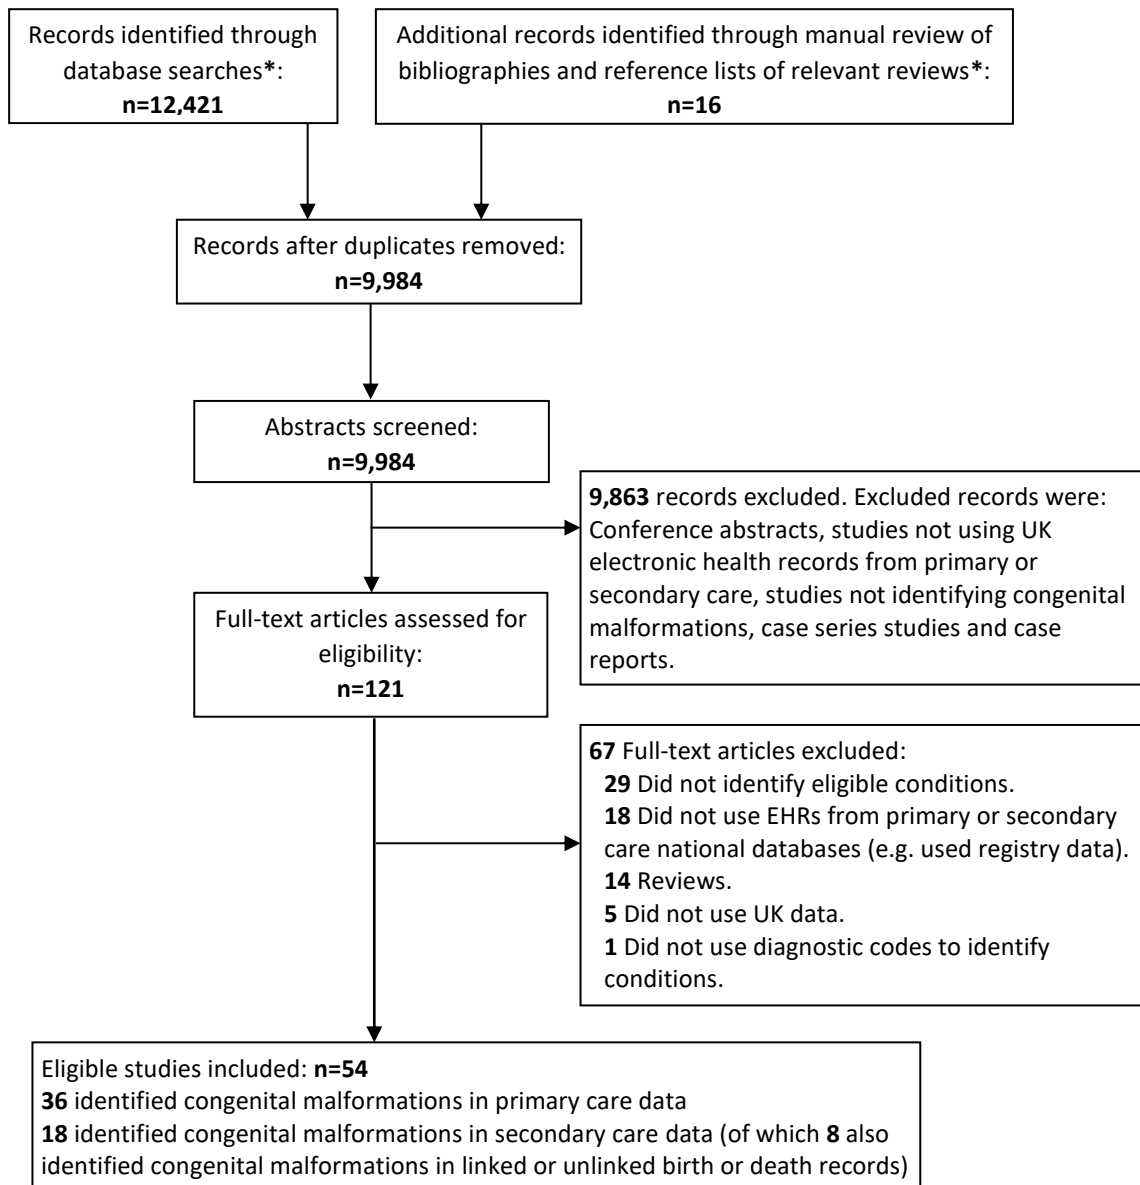 Records identified through
database searches*:
n=12,421
Additional records identified through manual review of
bibliographies and reference lists of relevant reviews*:
n=16
Records after duplicates removed:
n=9,984
Abstracts screened:
n=9,984
9,863 records excluded. Excluded records were:
Conference abstracts, studies not using UK
electronic health records from primary or
secondary care, studies not identifying congenital
malformations, case series studies and case
reports.
Full-text articles assessed for
eligibility:
n=121
67 Full-text articles excluded:
29 Did not identify eligible conditions.
18 Did not use EHRs from primary or secondary
care national databases (e.g. used registry data).
14 Reviews.
5 Did not use UK data.
1 Did not use diagnostic codes to identify
conditions.
Eligible studies included: n=54
36 identified congenital malformations in primary care data
18 identified congenital malformations in secondary care data (of which 8 also
identified congenital malformations in linked or unlinked birth or death records)